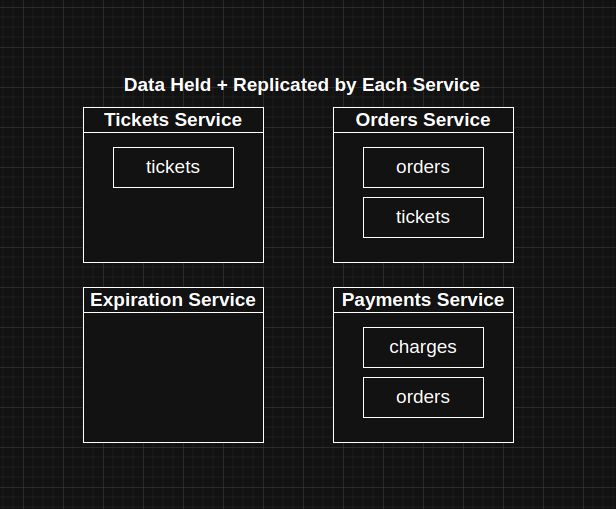 Data Held + Replicated by Each Service
Tickets Service
tickets
Orders Service
orders
tickets
Expiration Service
Payments Service
charges
orders